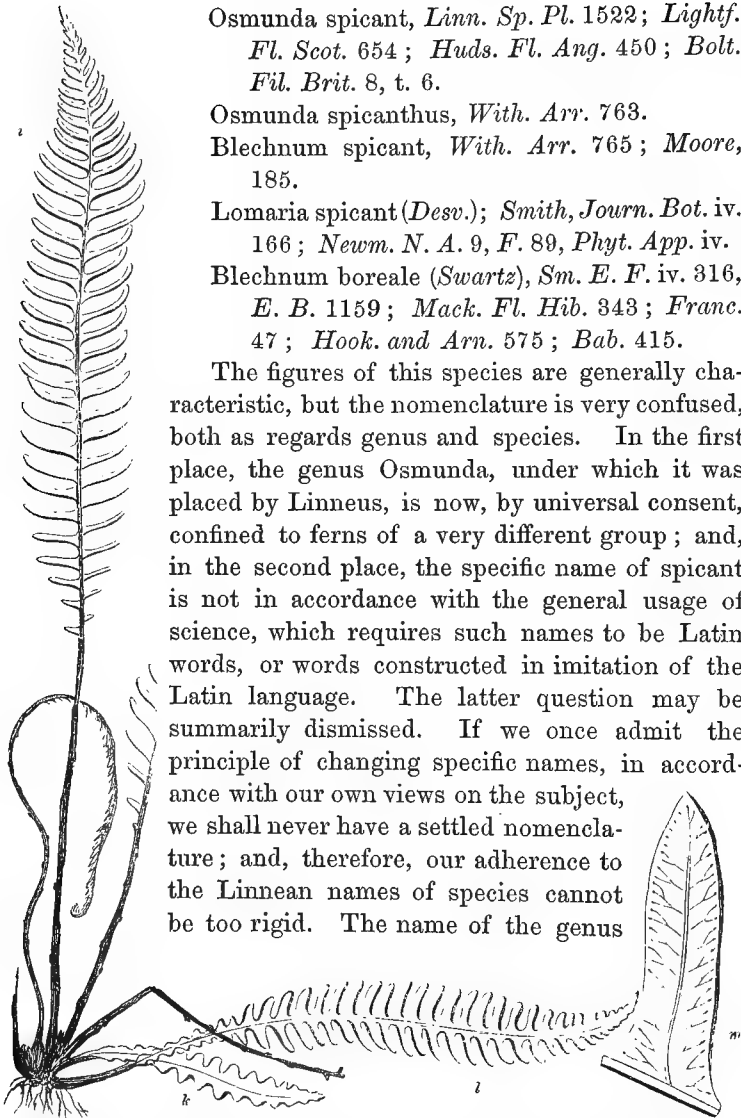 Osmunda spicant, Linn. Sp. Pl. 1522; Lightf.
Fl. Scot. 654; Huds. Fl. Ang. 450; Bolt.
Fil. Brit. 8, t. 6.
Osmunda spicanthus, With. Arr. 763.
Blechnum spicant, With. Arr. 765; Moore,
185.
Lomaria spicant (Desv.); Smith, Journ. Bot. iv.
166; Newm. N. A. 9, F. 89, Phyt. App. iv.
Blechnum boreale (Swartz), Sm. E. F. iv. 316,
E. B. 1159; Mack. Fl. Hib. 343; Franc.
47; Hook. and Arn. 575; Bab. 415.
The figures of this species are generally cha-
racteristic, but the nomenclature is very confused,
both as regards genus and species. In the first
place, the genus Osmunda, under which it was
placed by Linneus, is now, by universal consent,
confined to ferns of a very different group; and,
in the second place, the specific name of spicant
is not in accordance with the general usage of
science, which requires such names to be Latin
words, or words constructed in imitation of the
Latin language. The latter question may be
summarily dismissed. If we once admit the
principle of changing specific names, in accord-
ance with our own views on the subject,
we shall never have a settled nomencla-
ture; and, therefore, our adherence to
the Linnean names of species cannot
be too rigid. The name of the genus
i
k
l
m